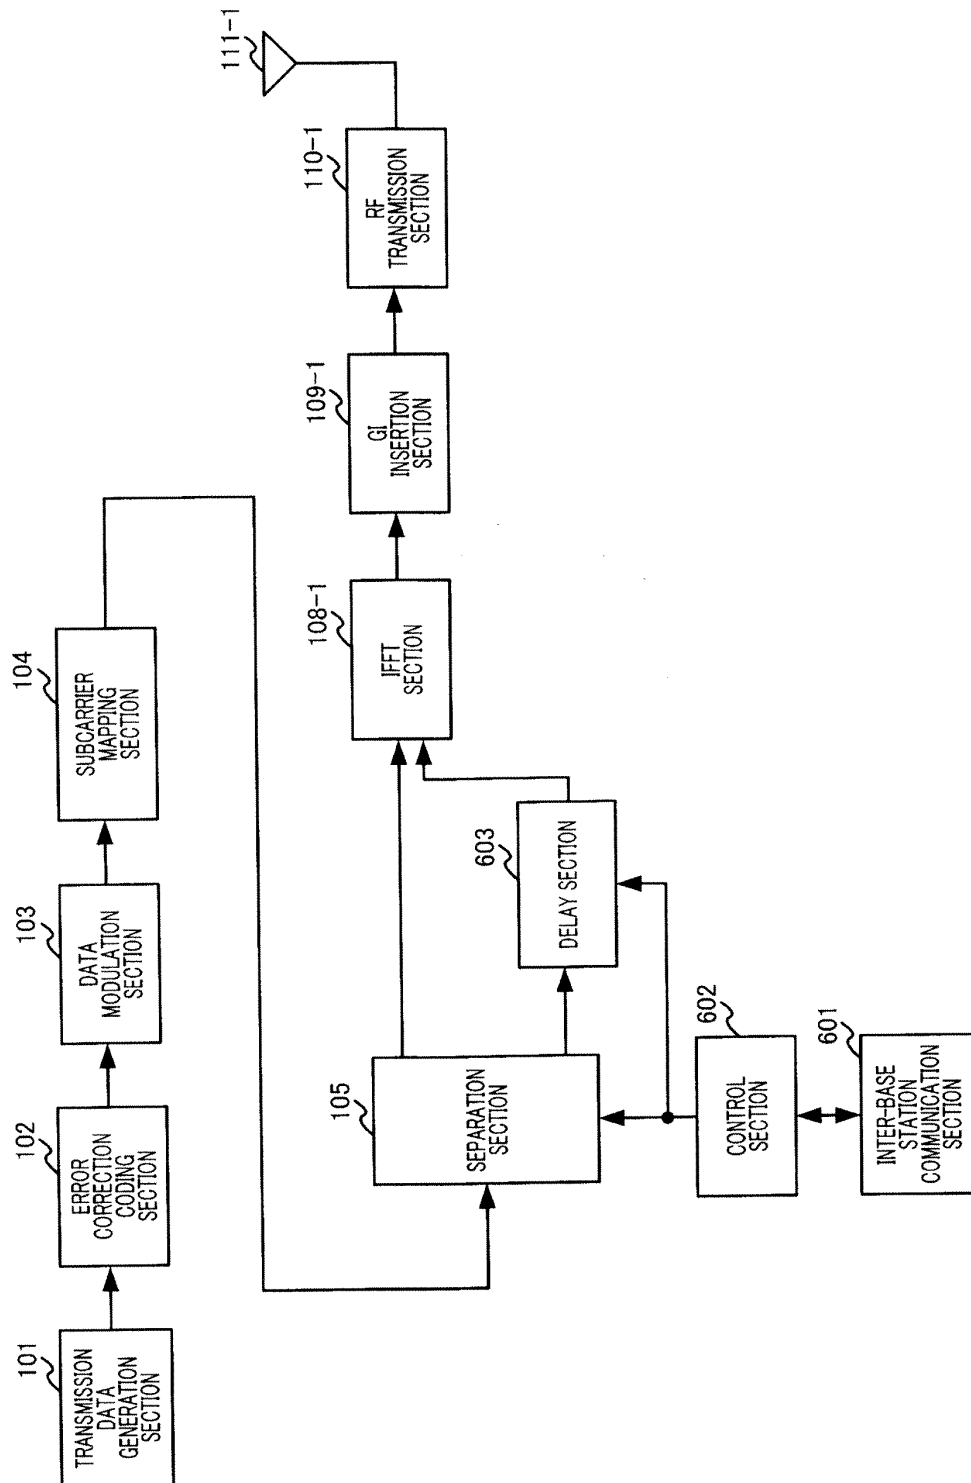 101
TRANSMISSION
DATA
GENERATION
SECTION
102
ERROR
CORRECTION
CODING
SECTION
103
DATA
MODULATION
SECTION
104
SUBCARRIER
MAPPING
SECTION
105
SEPARATION
SECTION
603
DELAY SECTION
602
CONTROL
SECTION
601
INTER-BASE
STATION
COMMUNICATION
SECTION
108-1
IFFT
SECTION
109-1
GI
INSERTION
SECTION
110-1
RF
TRANSMISSION
SECTION
111-1